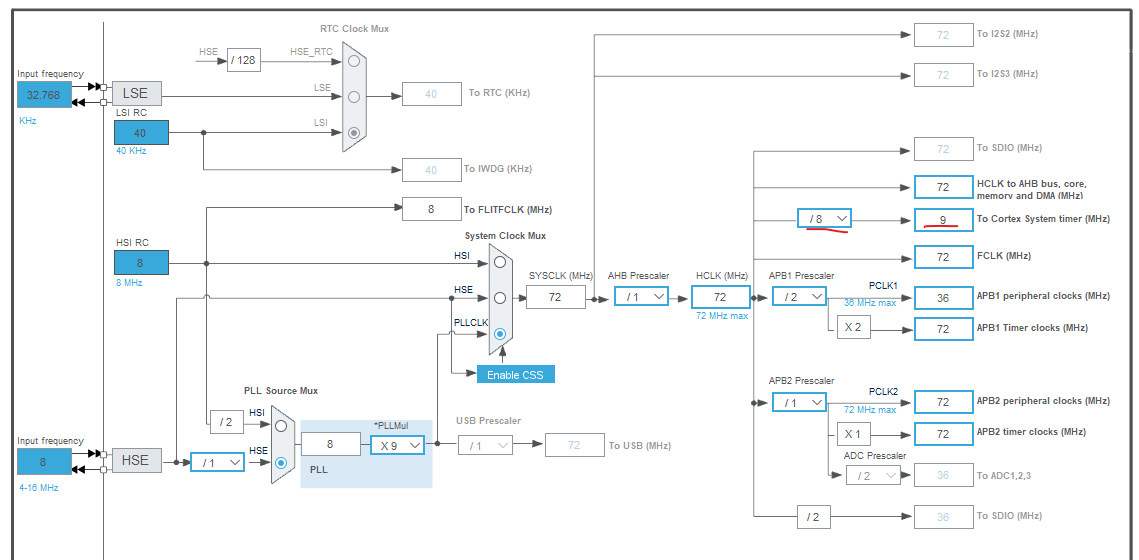 RTC Clock Mux
HSE
/ 128
HSE_RTC
72
To I2S2 (MHz)
72
To I2S3 (MHz)
Input frequency
32.768
KHz
LSE
LSE
40
To RTC (KHz)
LSI RC
40
40 KHz
LSI
40
To IWDG (KHz)
72
To SDIO (MHz)
72
HCLK to AHB bus, core,
memory and DMA (MHz)
8
To FLITFCLK (MHz)
/ 8
9
To Cortex System timer (MHz)
System Clock Mux
HSI RC
8
8 MHz
HSI
72
FCLK (MHz)
HSE
SYSCLK (MHz)
72
AHB Prescaler
/ 1
HCLK (MHz)
72
72 MHz max
APB1 Prescaler
/ 2
PCLK1
36 MHz max
36
APB1 peripheral clocks (MHz)
PLLCLK
X 2
72
APB1 Timer clocks (MHz)
Enable CSS
PLL Source Mux
APB2 Prescaler
/ 1
PCLK2
72 MHz max
72
APB2 peripheral clocks (MHz)
/ 2
HSI
*PLLMul
8
X 9
PLL
USB Prescaler
/ 1
72
To USB (MHz)
X 1
72
APB2 timer clocks (MHz)
Input frequency
8
4-16 MHz
HSE
/ 1
HSE
ADC Prescaler
/ 2
36
To ADC1,2,3
/ 2
36
To SDIO (MHz)